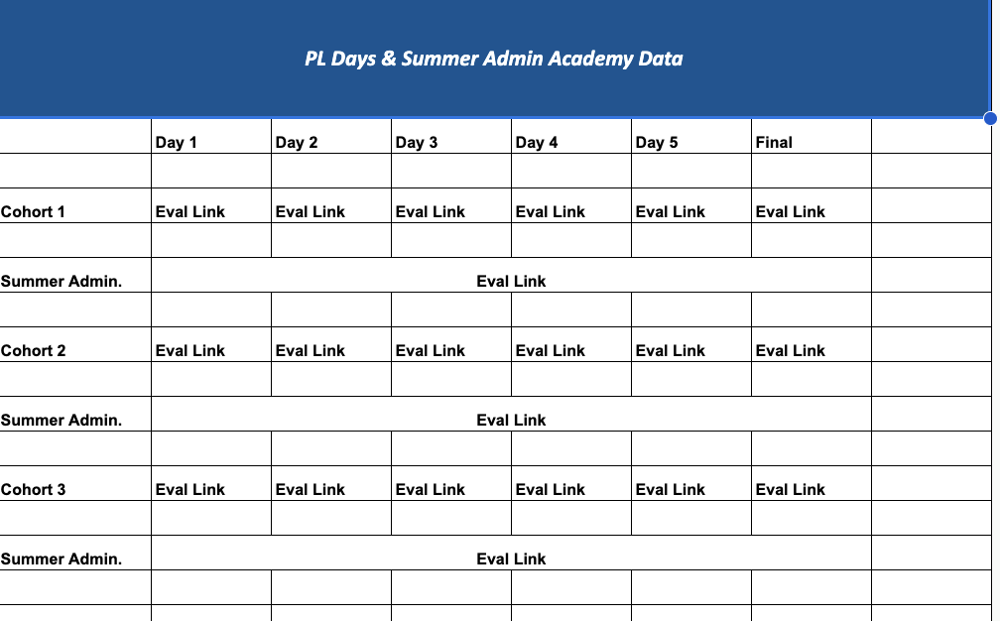 PL Days & Summer Admin Academy Data
Day 1 Day 2 Day 3 Day 4 Day 5 Final
Cohort 1 Eval Link Eval Link Eval Link Eval Link Eval Link Eval Link
Summer Admin. Eval Link
Cohort 2 Eval Link Eval Link Eval Link Eval Link Eval Link Eval Link
Summer Admin. Eval Link
Cohort 3 Eval Link Eval Link Eval Link Eval Link Eval Link Eval Link
Summer Admin. Eval Link